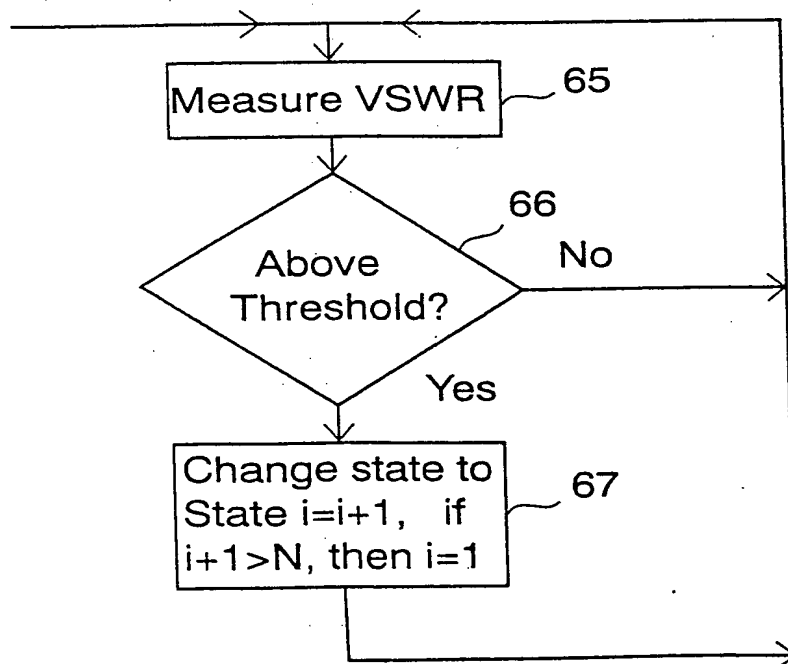 Measure VSWR
65
66
Above
Threshold?
No
Yes
Change state to
State i=i+1, if
i+1>N, then i=1
67